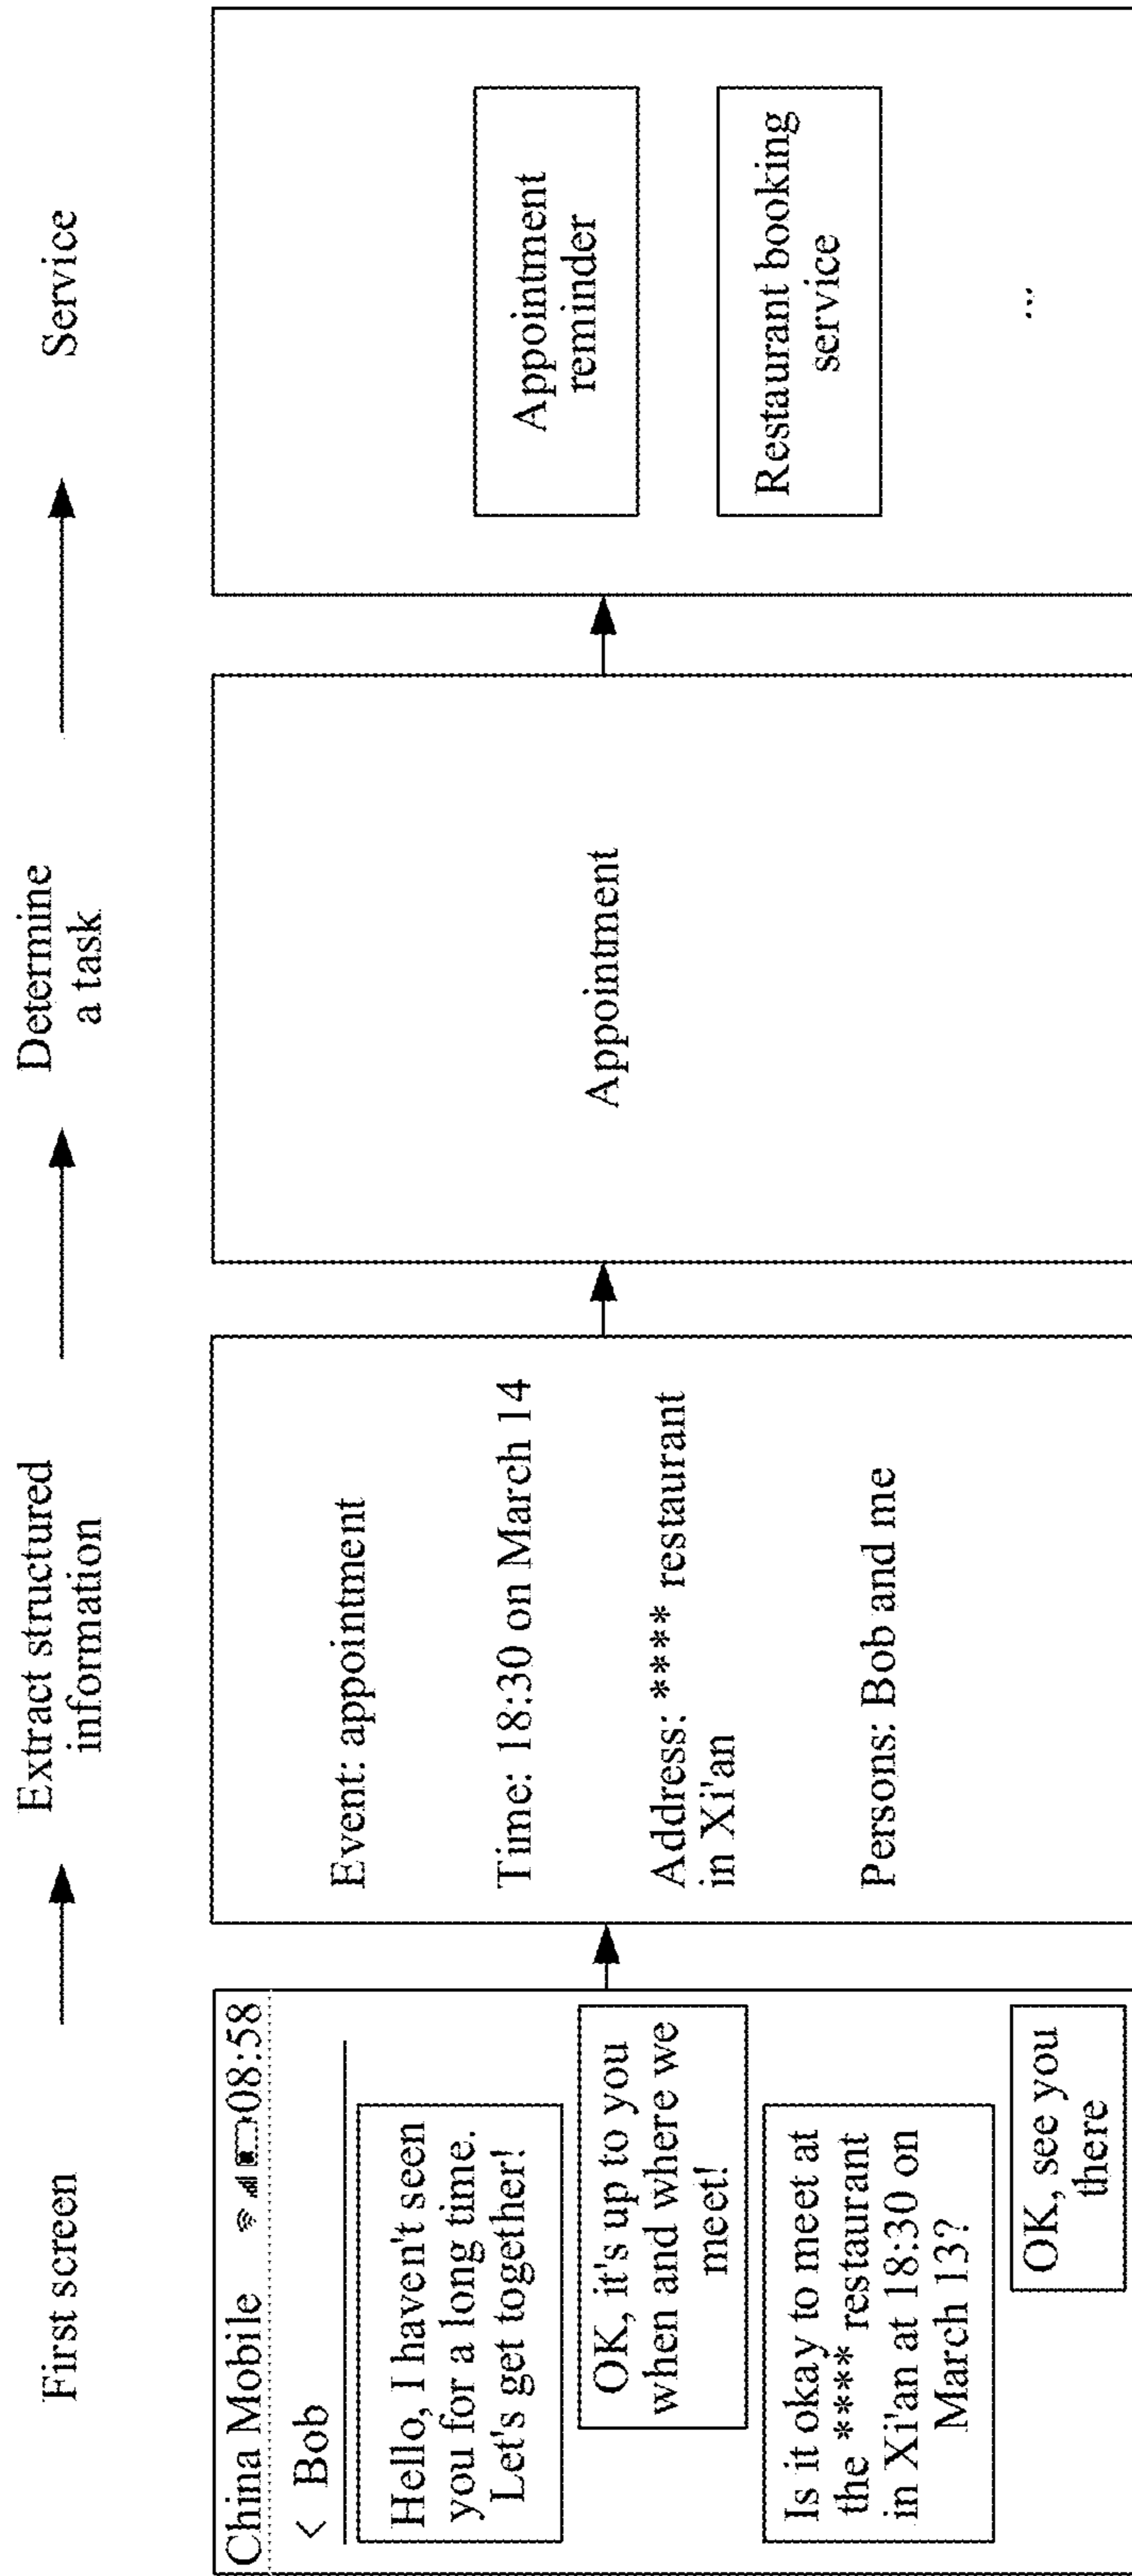 First screen
Extract structured
information
Determine
a task
Service
China Mobile 08:58
< Bob
Hello, I haven't seen
you for a long time.
Let's get together!
OK, it's up to you
when and where we
meet!
Is it okay to meet at
the **** restaurant
in Xi'an at 18:30 on
March 13?
OK, see you
there
Event: appointment
Time: 18:30 on March 14
Address: **** restaurant
in Xi'an
Persons: Bob and me
Appointment
Appointment
reminder
Restaurant booking
service
...